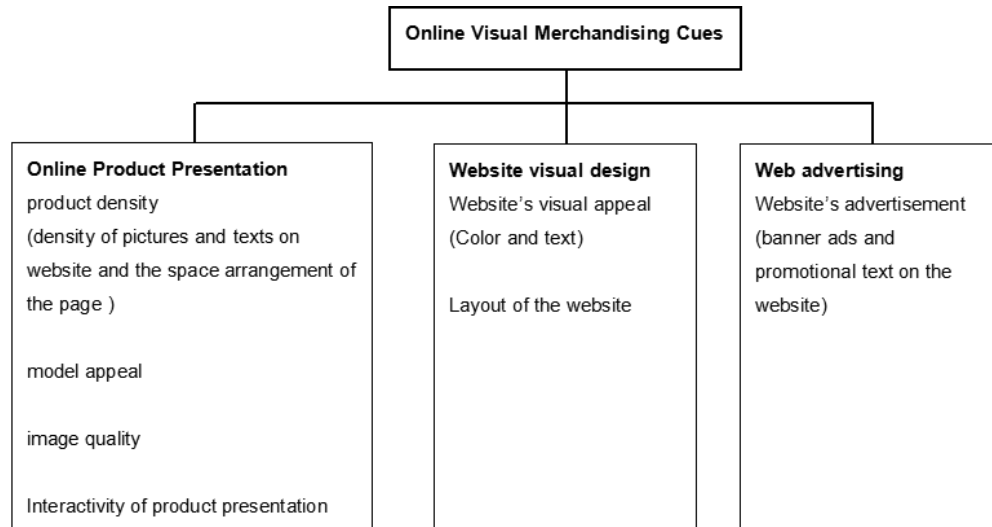 Online Visual Merchandising Cues
Online Product Presentation
product density
(density of pictures and texts on
website and the space arrangement of
the page )
model appeal
image quality
Interactivity of product presentation
Website visual design
Website’s visual appeal
(Color and text)
Layout of the website
Web advertising
Website’s advertisement
(banner ads and
promotional text on the
website)